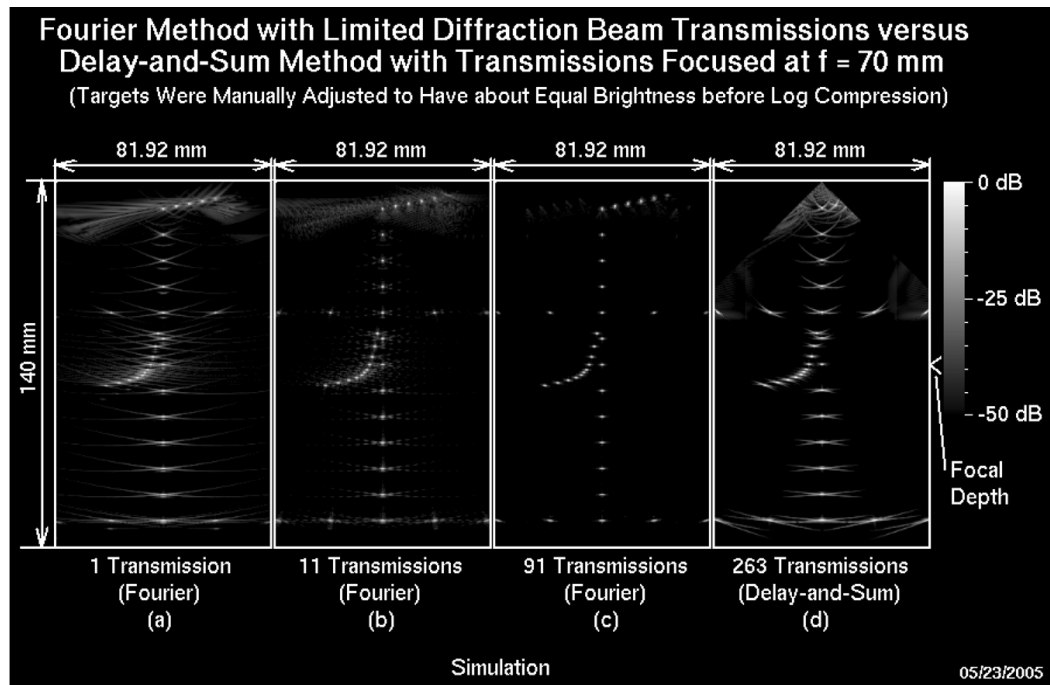 Fourier Method with Limited Diffraction Beam Transmissions versus
Delay-and-Sum Method with Transmissions Focused at f = 70 mm
(Targets Were Manually Adjusted to Have about Equal Brightness before Log Compression)
81.92 mm 81.92 mm 81.92 mm 81.92 mm
0 dB
-25 dB
140 mm
-50 dB
Focal
Depth
1 Transmission 11 Transmissions 91 Transmissions 263 Transmissions
(Fourier) (Fourier) (Fourier) (Delay-and-Sum)
(a) (b) (c) (d)
Simulation
05/23/2005